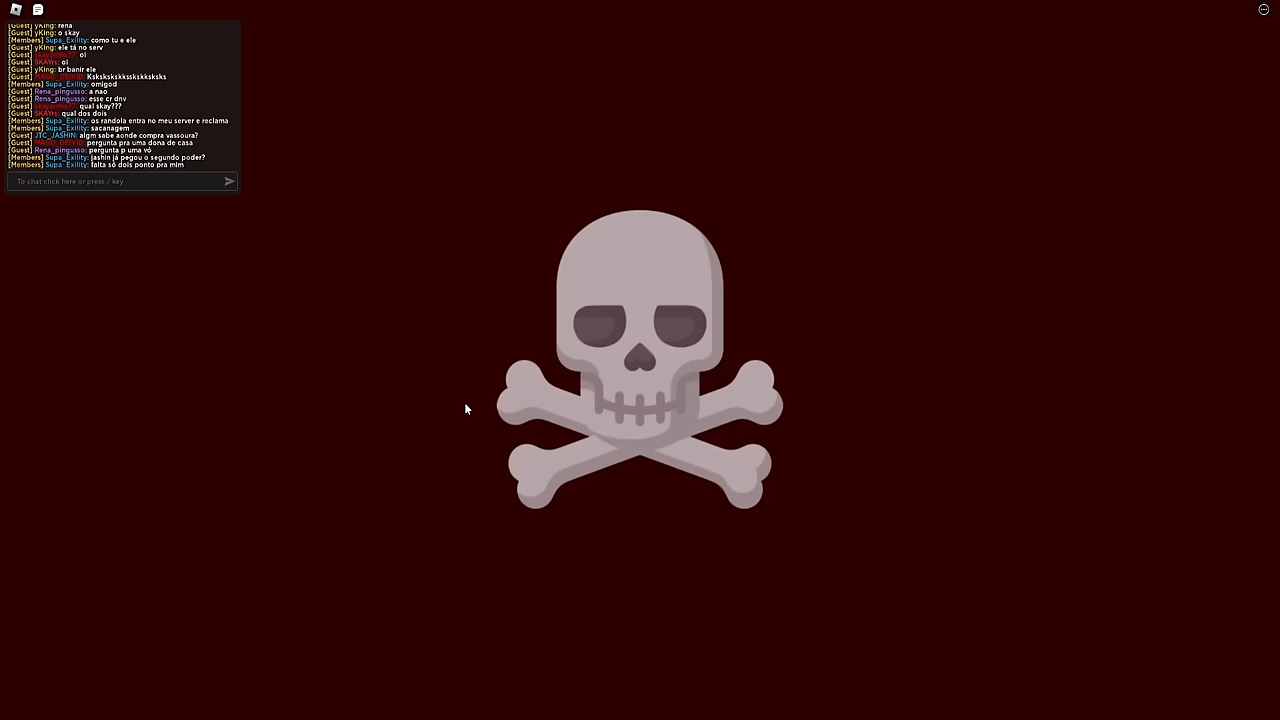 [Guest] yKing: rena
[Guest] yKing: o skay
[Members] Supa_Exility: como tu e ele
[Guest] yKing: ele tá no serv
[Guest] oi
[Guest] SKAYrs: oi
[Guest] yKing: br banir ele
[Guest] MAGO_DEIVID: Ksksksksksskskksksks
[Members] Supa_Exility: omigod
[Guest] Rena_pingusso: a nao
[Guest] Rena_pingusso: esse cr dnv
[Guest] qual skay???
[Guest] SKAYrs: qual dos dois
[Members] Supa_Exility: os randola entra no meu server e reclama
[Members] Supa_Exility: sacanagem
[Guest] JTC_JASHIN: algm sabe aonde compra vassoura?
[Guest] MAGO_DEIVID: pergunta pra uma dona de casa
[Guest] Rena_pingusso: pergunta p uma vó
[Members] Supa_Exility: jashin já pegou o segundo poder?
[Members] Supa_Exility: falta só dois ponto pra mim
To chat click here or press / key